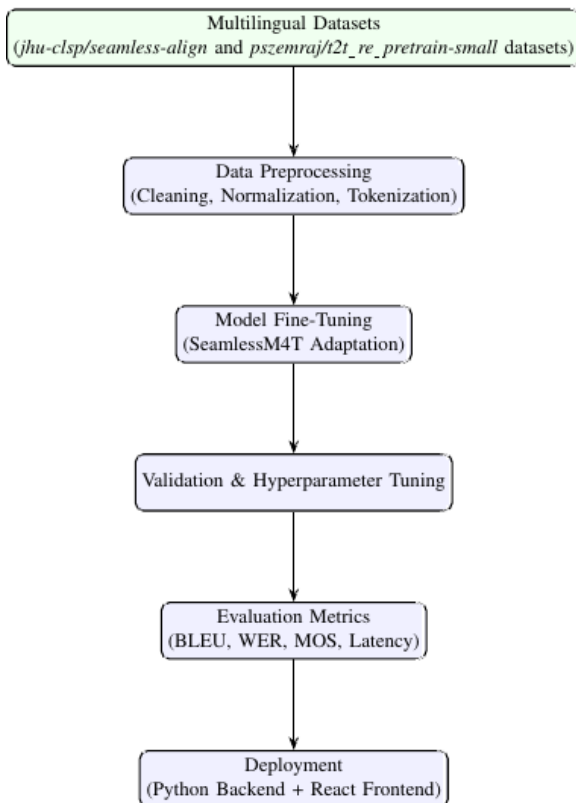 Multilingual Datasets
(jhu-clsp/seamless-align and pszemraj/t2t_re_pretrain-small datasets)
Data Preprocessing
(Cleaning, Normalization, Tokenization)
Model Fine-Tuning
(SeamlessM4T Adaptation)
Validation & Hyperparameter Tuning
Evaluation Metrics
(BLEU, WER, MOS, Latency)
Deployment
(Python Backend + React Frontend)